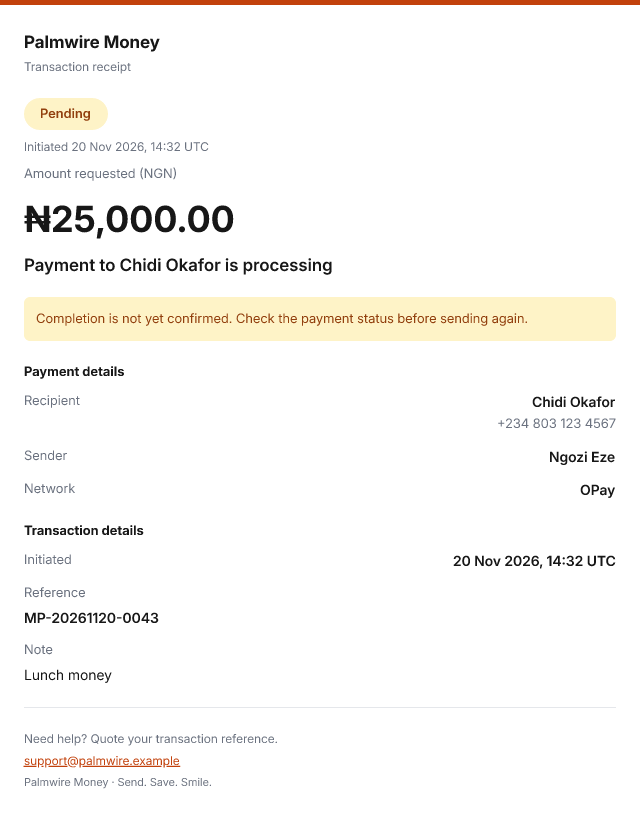 Palmwire Money
Transaction receipt
Pending
Initiated 20 Nov 2026, 14:32 UTC
Amount requested (NGN)
₦25,000.00
Payment to Chidi Okafor is processing
Completion is not yet confirmed. Check the payment status before sending again.
Payment details
Recipient Chidi Okafor
+234 803 123 4567
Sender Ngozi Eze
Network OPay
Transaction details
Initiated 20 Nov 2026, 14:32 UTC
Reference
MP-20261120-0043
Note
Lunch money
Need help? Quote your transaction reference.
support@palmwire.example
Palmwire Money · Send. Save. Smile.